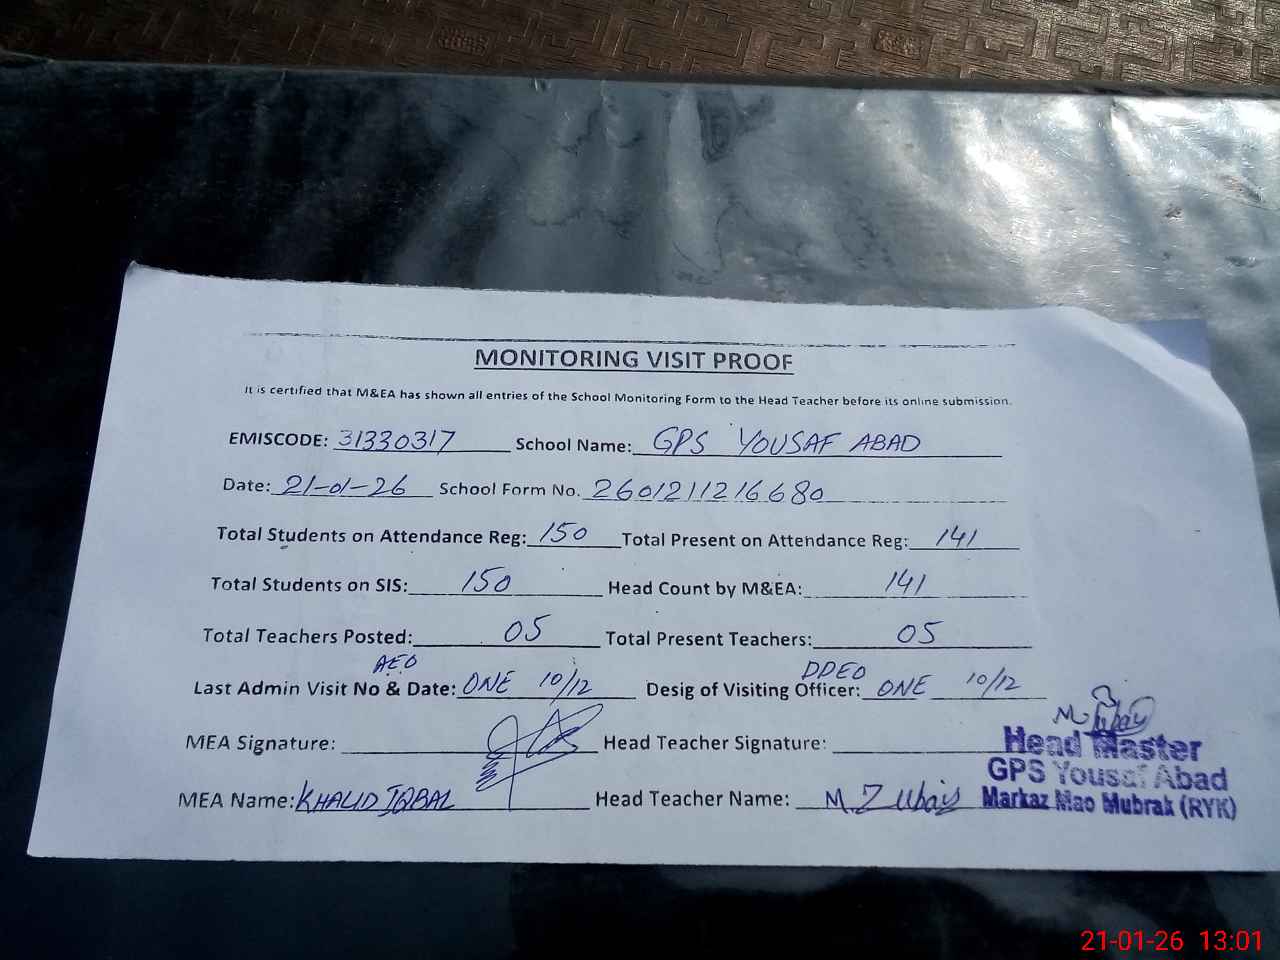 MONITORING VISIT PROOF
It is certified that M&EA has shown all entries of the School Monitoring Form to the Head Teacher before its online submission.
EMISCODE: 31330317 School Name: GPS YOUSAF ABAD
Date: 21-01-26 School Form No. 2601211216680
Total Students on Attendance Reg: 150 Total Present on Attendance Reg: 141
Total Students on SIS: 150 Head Count by M&EA: 141
Total Teachers Posted: 05 Total Present Teachers: 05
AEO DDEO
Last Admin Visit No & Date: ONE 10/12 Desig of Visiting Officer: ONE 10/12
MEA Signature: Head Teacher Signature:
Head Master
GPS Yousaf Abad
MEA Name: KHALID IQBAL Head Teacher Name: M. Zubair
Markaz Mao Mubrak (RYK)
21-01-26 13:01